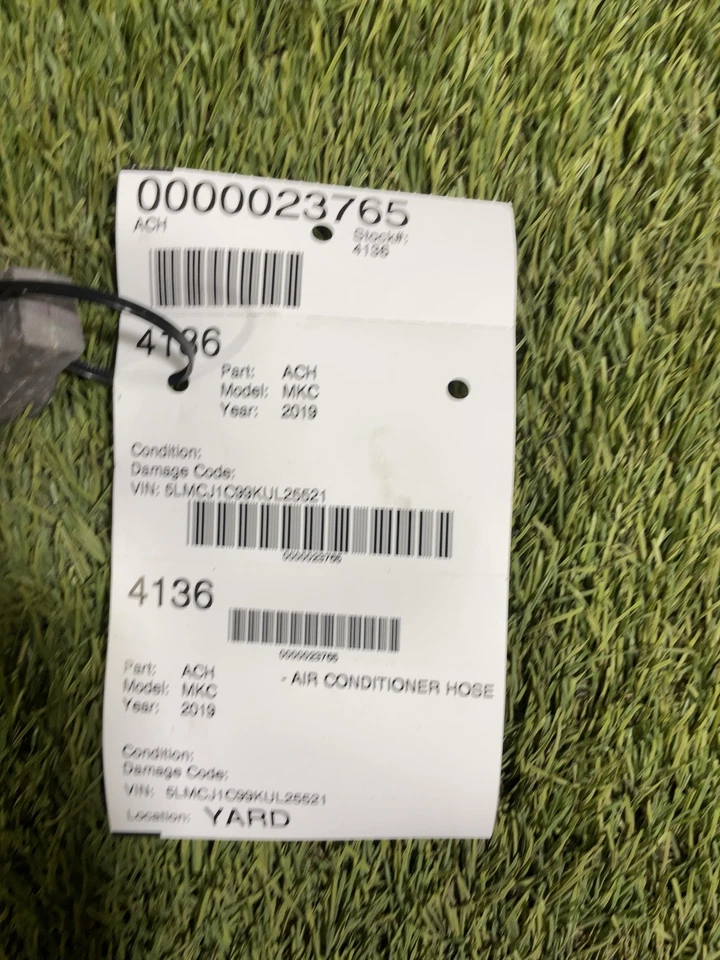 0000023765
ACH
Stock#:
4136
4136
Part: ACH
Model: MKC
Year: 2019
Condition:
Damage Code:
VIN: 5LMCJ1C99KUL25521
0000023765
4136
0000023765
Part: ACH
- AIR CONDITIONER HOSE
Model: MKC
Year: 2019
Condition:
Damage Code:
VIN: 5LMCJ1C99KUL25521
Location: YARD